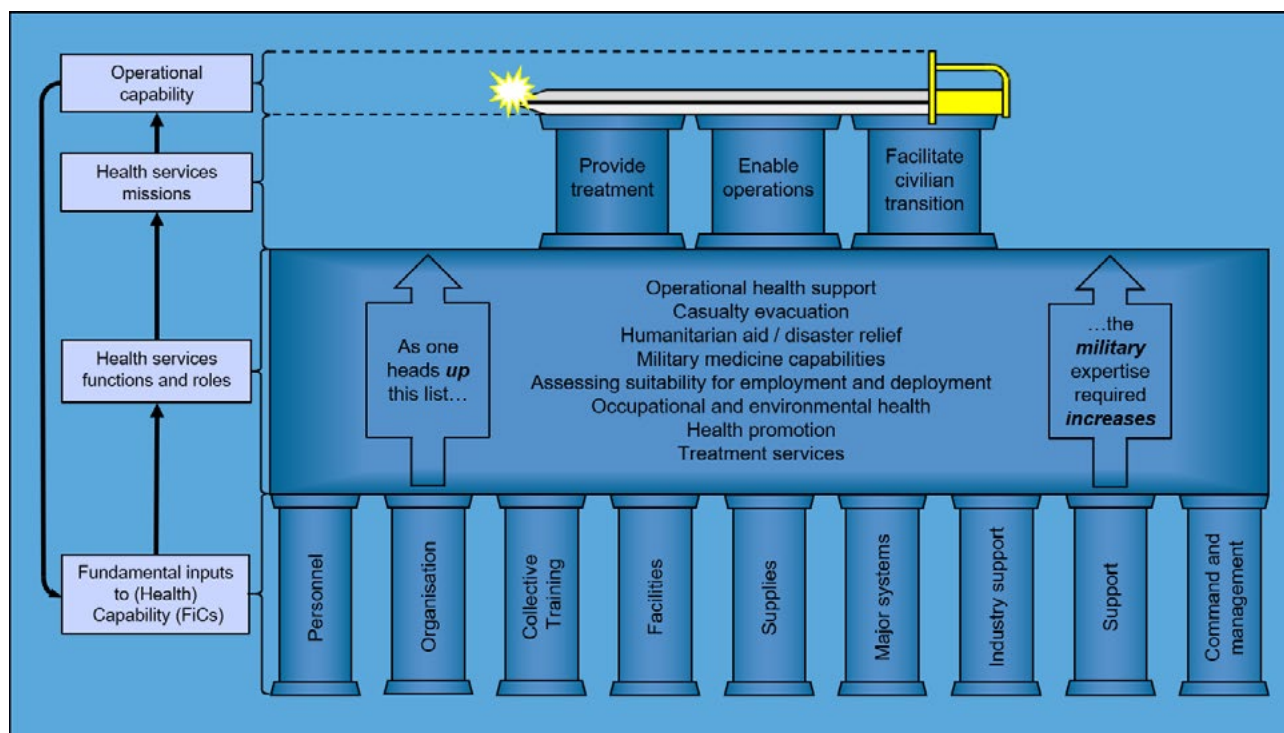 Operational
capability
Health services
missions
Health services
functions and roles
Fundamental inputs
to (Health)
Capability (FiCs)
Provide
treatment
Enable
operations
Facilitate
civilian
transition
As one
heads up
this list…
Operational health support
Casualty evacuation
Humanitarian aid / disaster relief
Military medicine capabilities
Assessing suitability for employment and deployment
Occupational and environmental health
Health promotion
Treatment services
…the
military
expertise
required
increases
Personnel
Organisation
Collective
Training
Facilities
Supplies
Major systems
Industry support
Support
Command and
management